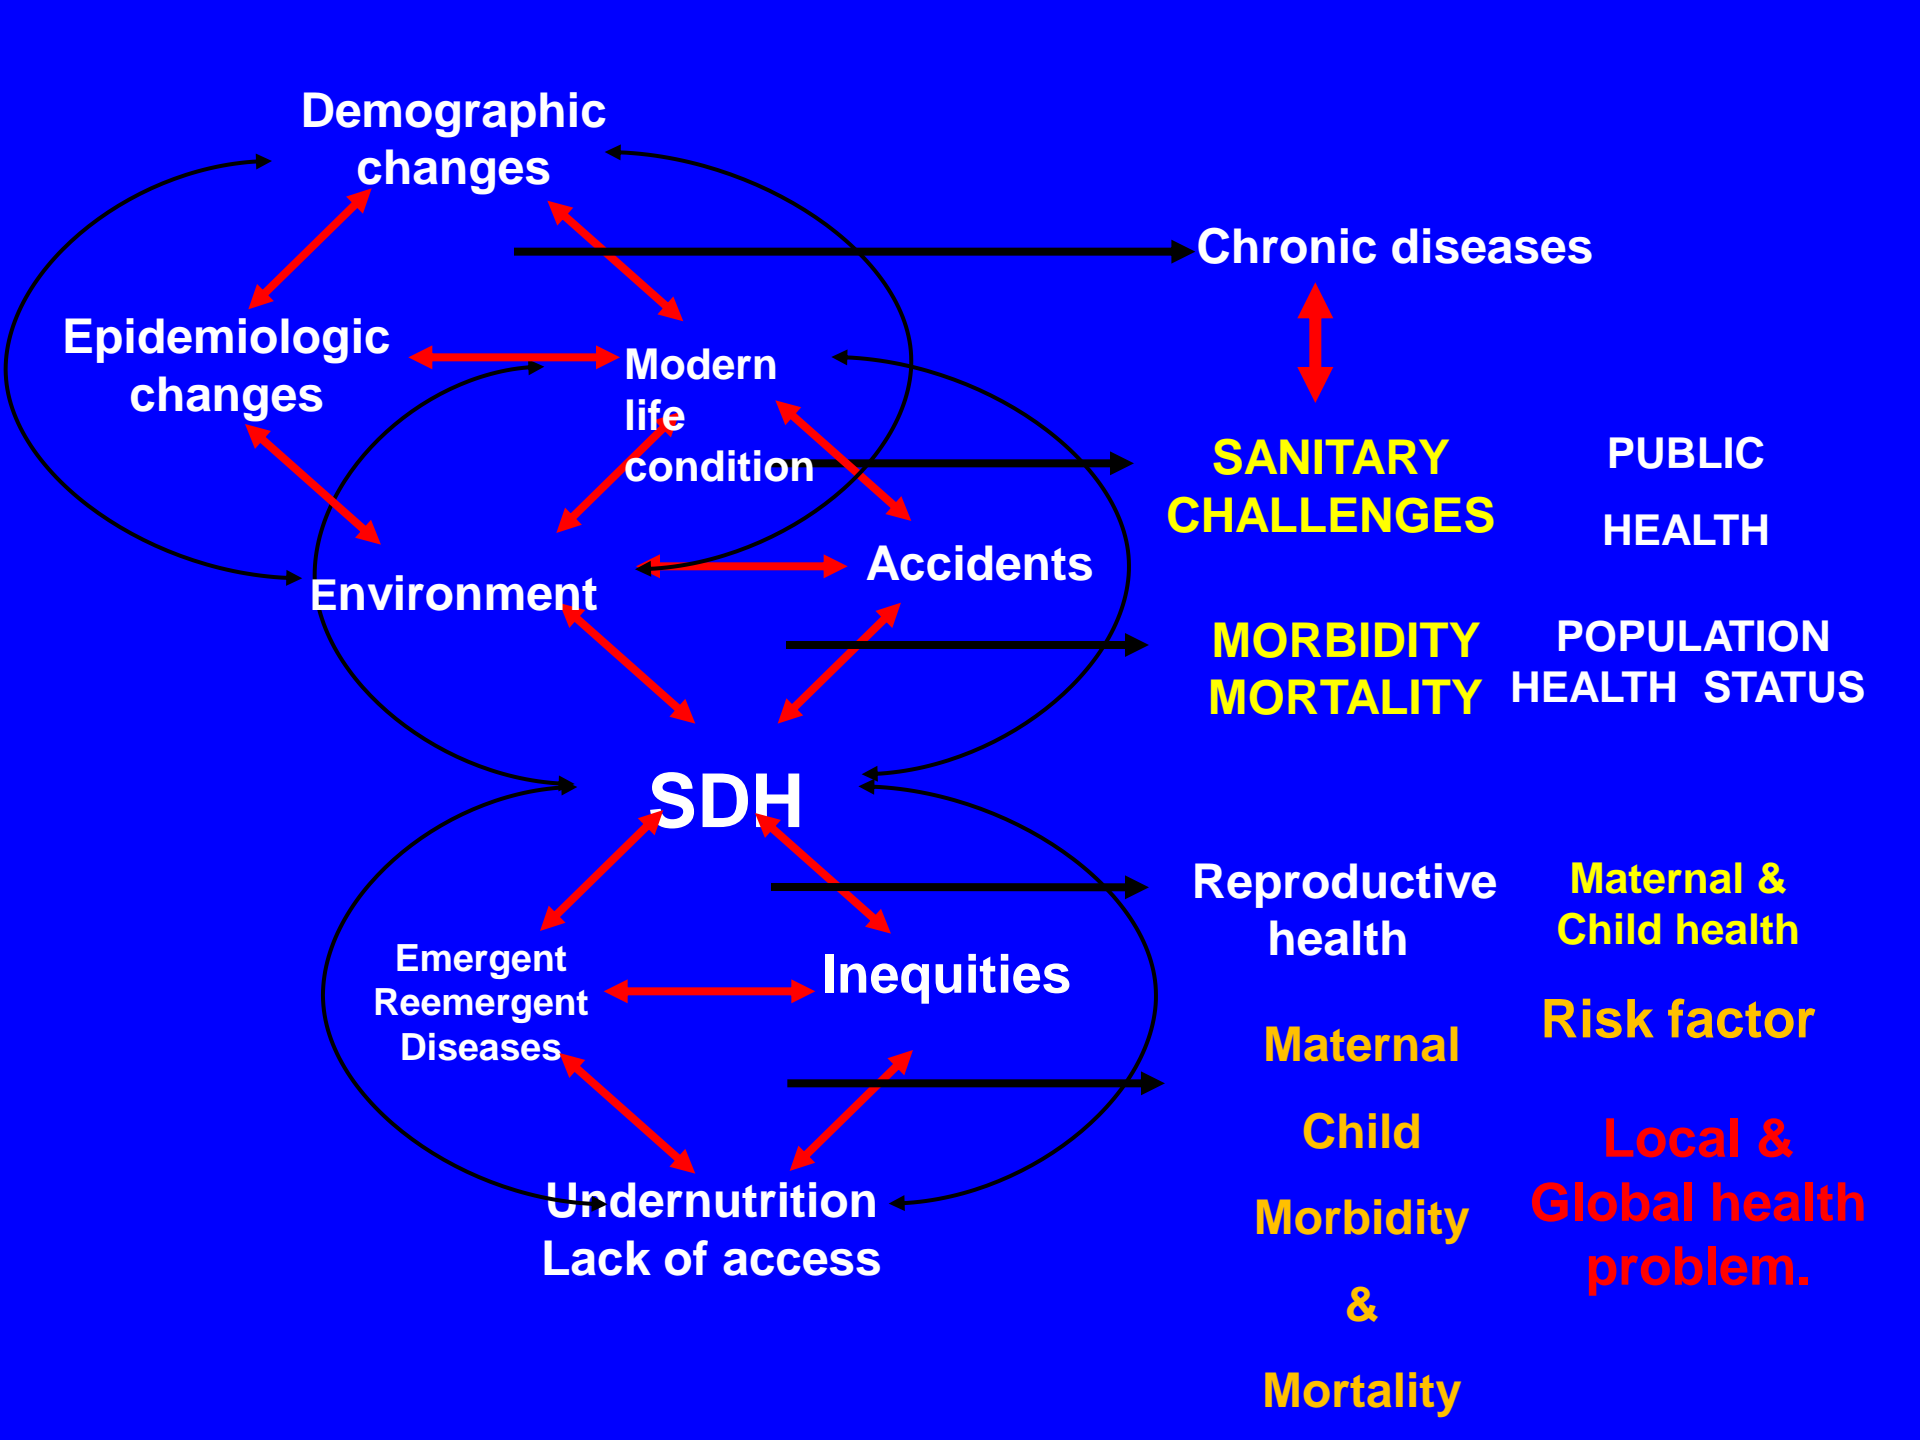 Demographic
changes
Chronic diseases
Epidemiologic
changes
Modern
life
condition
SANITARY
CHALLENGES
PUBLIC
HEALTH
Environment
Accidents
MORBIDITY
MORTALITY
POPULATION
HEALTH STATUS
SDH
Reproductive
health
Maternal &
Child health
Emergent
Reemergent
Diseases
Inequities
Risk factor
Maternal
Child
Morbidity
&
Mortality
Local &
Global health
problem.
Undernutrition
Lack of access